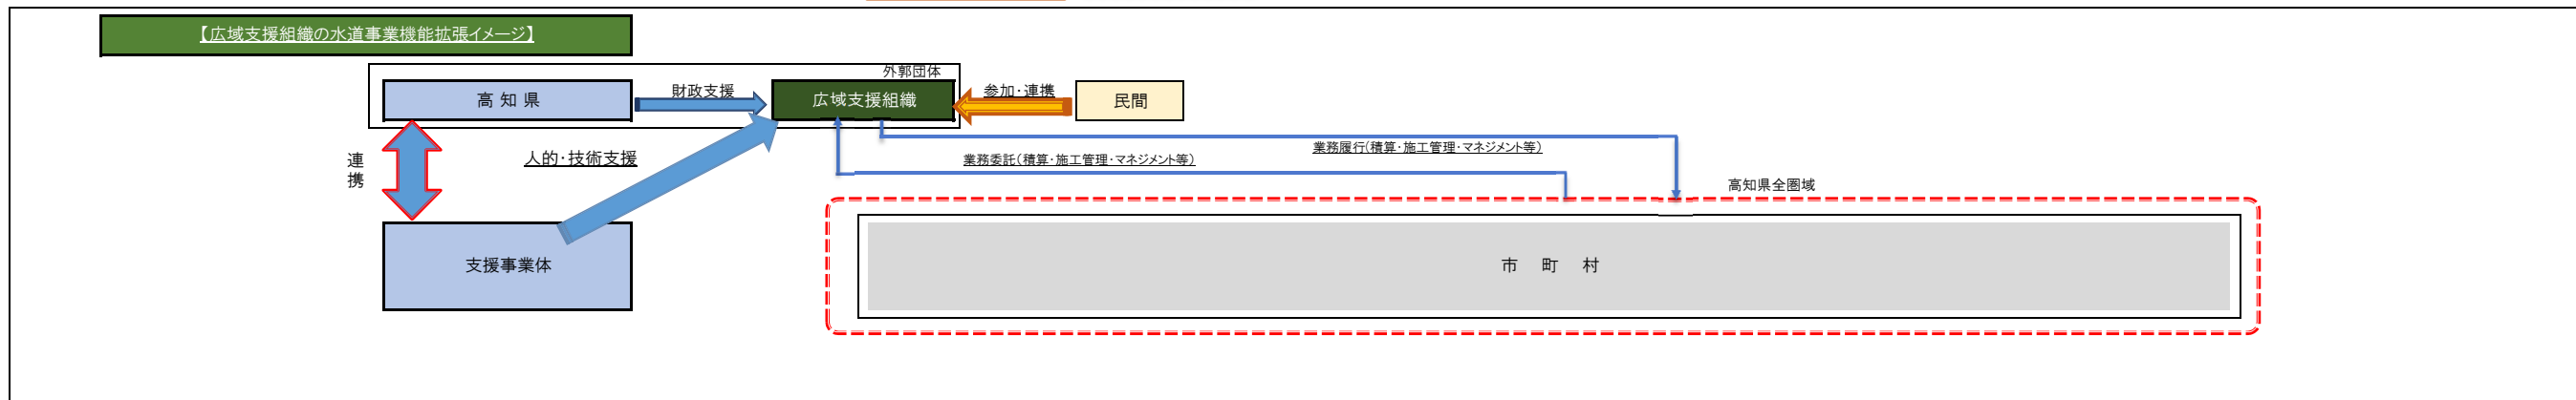 【広域支援組織の水道事業機能拡張イメージ】
外郭団体
高 知 県
財政支援
広域支援組織
参加・連携
民間
連
携
人的・技術支援
業務委託（積算・施工管理・マネジメント等）
業務履行(積算・施工管理・マネジメント等）
高知県全圏域
支援事業体
市 町 村